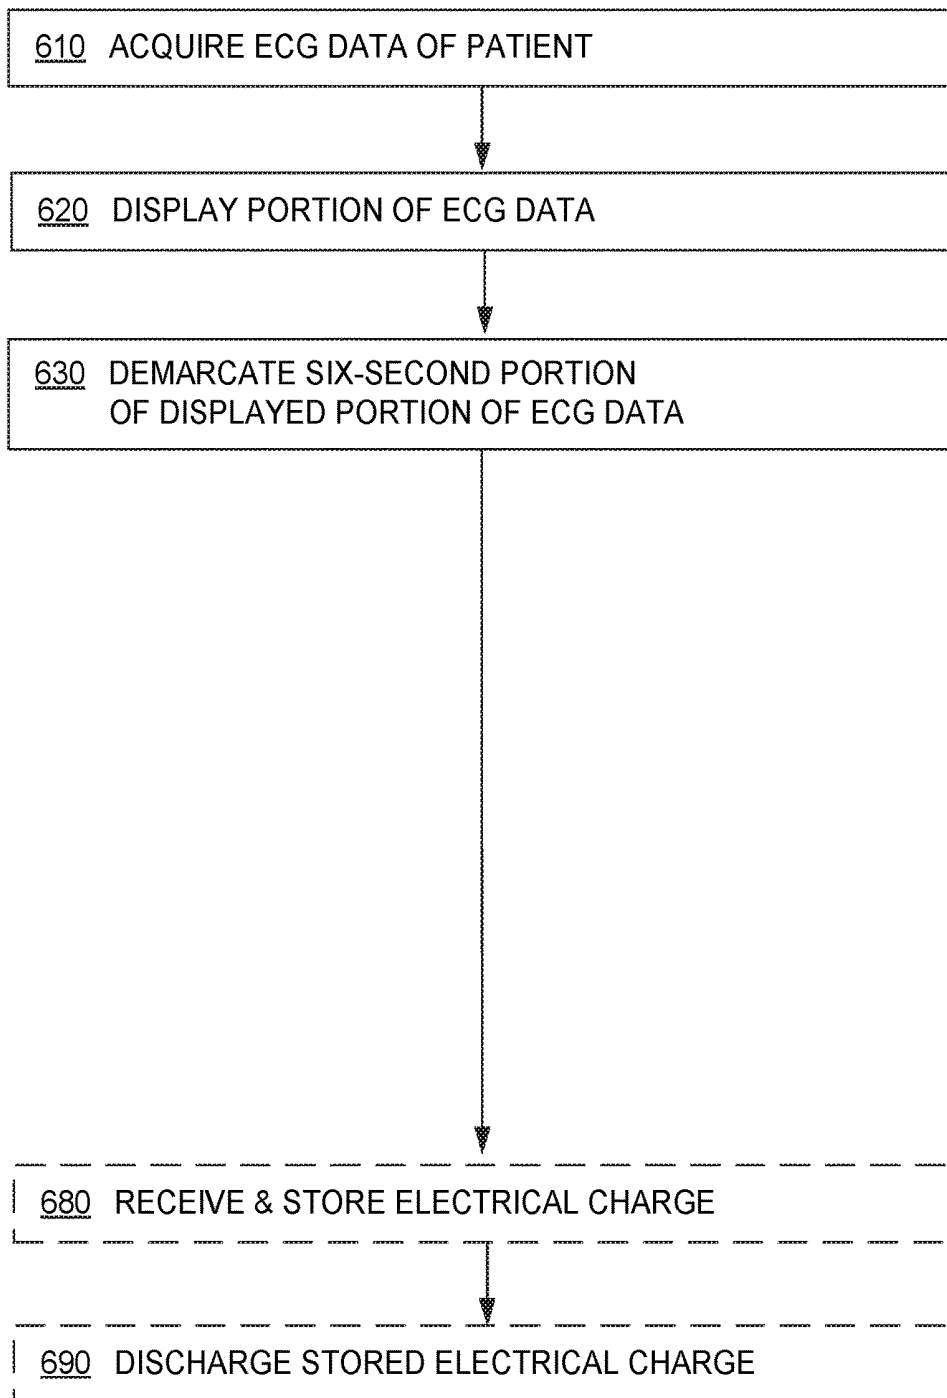 610 ACQUIRE ECG DATA OF PATIENT
620 DISPLAY PORTION OF ECG DATA
630 DEMARCATE SIX-SECOND PORTION
OF DISPLAYED PORTION OF ECG DATA
680 RECEIVE & STORE ELECTRICAL CHARGE
690 DISCHARGE STORED ELECTRICAL CHARGE